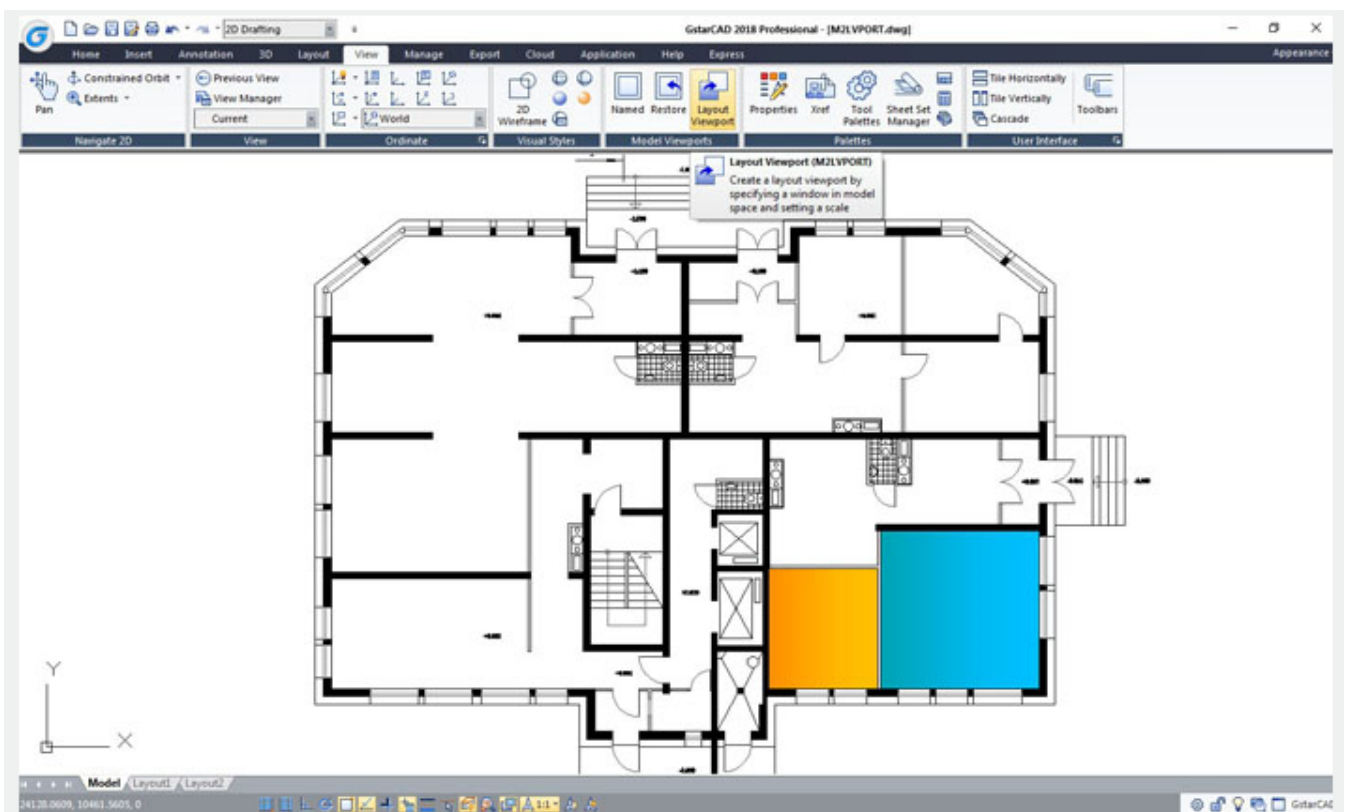 2D Drafting
GstarCAD 2018 Professional - [M2LVPORT.dwg]
Home Insert Annotation 3D Layout View Manage Export Cloud Application Help Express Appearance
Pan
Constrained Orbit
Extents
Previous View
View Manager
Current
World
2D
Wireframe
Named Restore Layout
Viewport
Properties Xref Tool
Palettes Sheet Set
Manager
Tile Horizontally
Tile Vertically
Cascade
Toolbars
Navigate 2D View Ordinate Visual Styles Model Viewports Palettes User Interface
Layout Viewport (M2LVPORT)
Create a layout viewport by
specifying a window in model
space and setting a scale
Y
X
Model Layout1 Layout2
24128.0609, 10461.5605, 0
1:1
GstarCAD